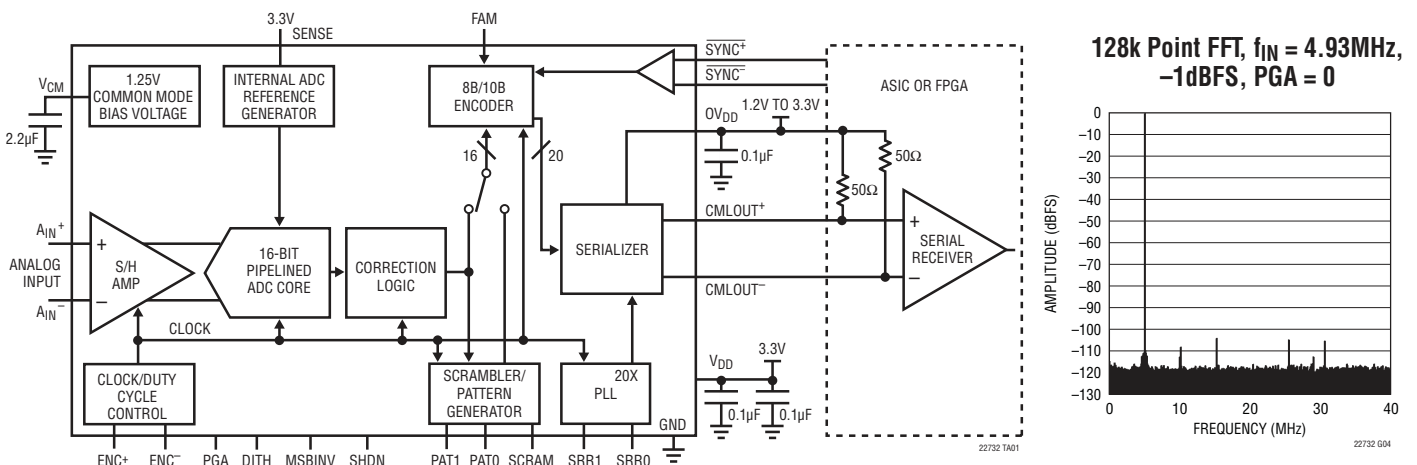 3.3V
SENSE
FAM
SYNC+
SYNC–
ASIC OR FPGA
VCM
2.2µF
1.25V
COMMON MODE
BIAS VOLTAGE
INTERNAL ADC
REFERENCE
GENERATOR
8B/10B
ENCODER
16
20
OVDD
1.2V TO 3.3V
0.1µF
50Ω
50Ω
AIN+
ANALOG
INPUT
AIN–
+
–
S/H
AMP
16-BIT
PIPELINED
ADC CORE
CORRECTION
LOGIC
SERIALIZER
CMLOUT+
CMLOUT–
+
–
SERIAL
RECEIVER
CLOCK
CLOCK/DUTY
CYCLE
CONTROL
SCRAMBLER/
PATTERN
GENERATOR
20X
PLL
VDD
3.3V
0.1µF
0.1µF
GND
ENC+
ENC–
PGA
DITH
MSBINV
SHDN
PAT1
PAT0
SCRAM
SRR1
SRR0
22732 TA01
128k Point FFT, fIN = 4.93MHz,
–1dBFS, PGA = 0
AMPLITUDE (dBFS)
0
–10
–20
–30
–40
–50
–60
–70
–80
–90
–100
–110
–120
–130
0
10
20
30
40
FREQUENCY (MHz)
22732 G04